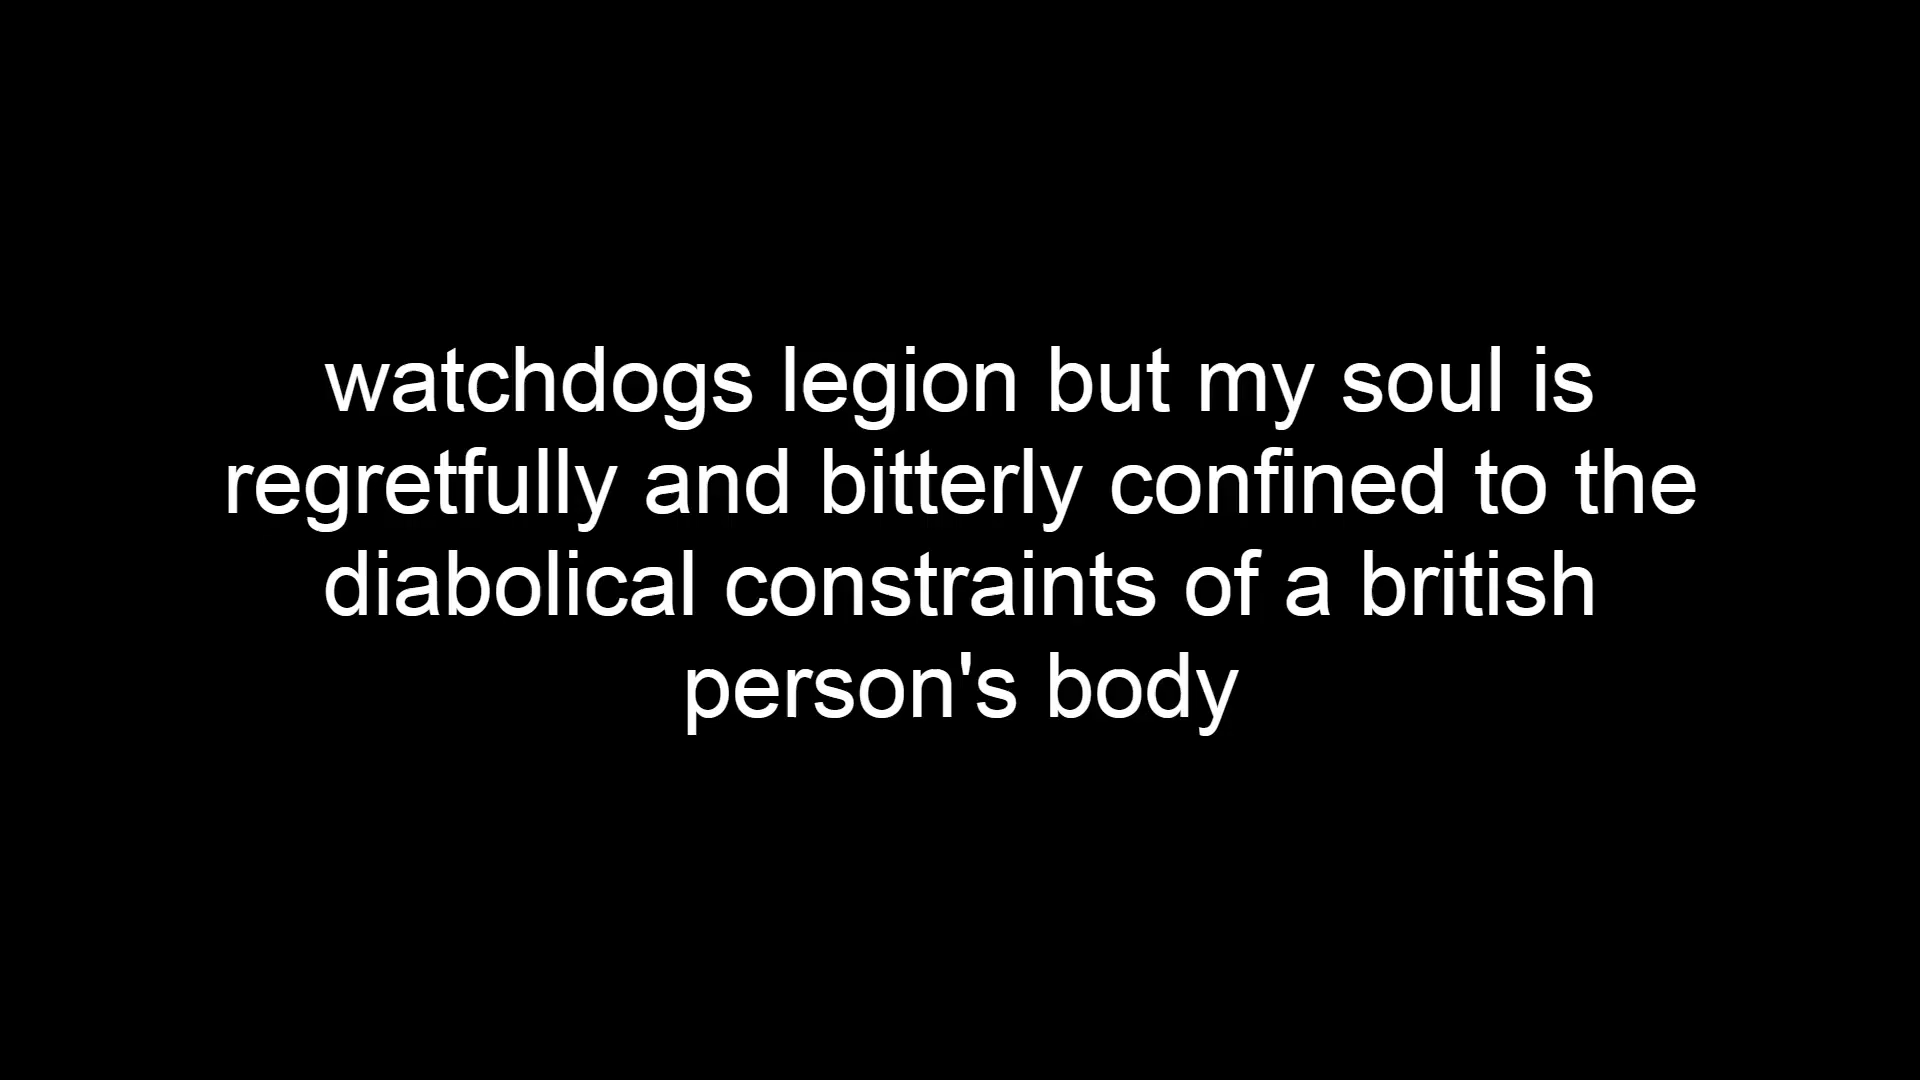 watchdogs legion but my soul is
regretfully and bitterly confined to the
diabolical constraints of a british
person's body